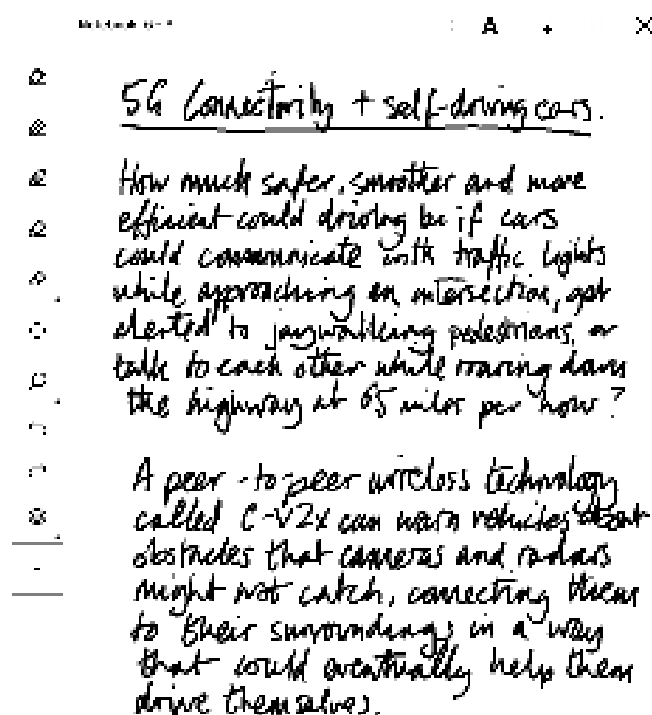 A
5G Connectivity + self-driving cars.
How much safer, smoother and more
efficient could driving be if cars
could communicate with traffic lights
while approaching an intersection, get
alerted to jaywalking pedestrians, or
talk to each other while roaring down
the highway at 65 miles per hour?
A peer-to-peer wireless technology
called C-V2X can warn vehicles about
obstacles that cameras and radars
might not catch, connecting them
to their surroundings in a way
that could eventually help them
drive themselves.